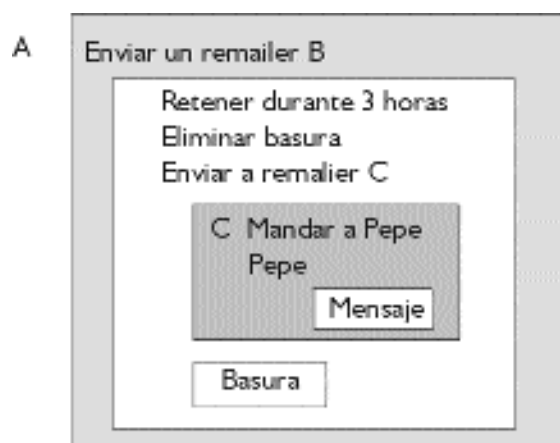 A
Enviar un remailer B
Retener durante 3 horas
Eliminar basura
Enviar a remalier C
C Mandar a Pepe
Pepe
Mensaje
Basura